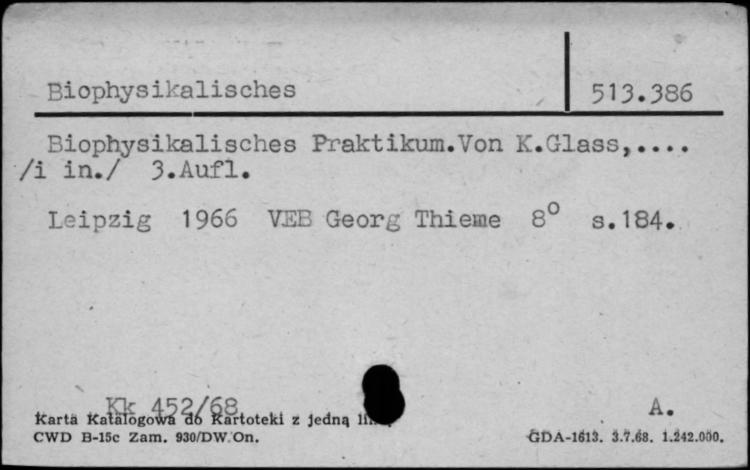 Biophysikalisches 513.386
Biophysikalisches Praktikum.Von K.Glass,....
/i in./ 3.Aufl.
Leipzig 1966 VEB Georg Thieme 8° s.184.
Kk 452/68 A.
Karta Katalogowa do Kartoteki z jedną
CWD B-15c Zam. 930/DW.On. GDA-1613. 3.7.68. 1.242.000.